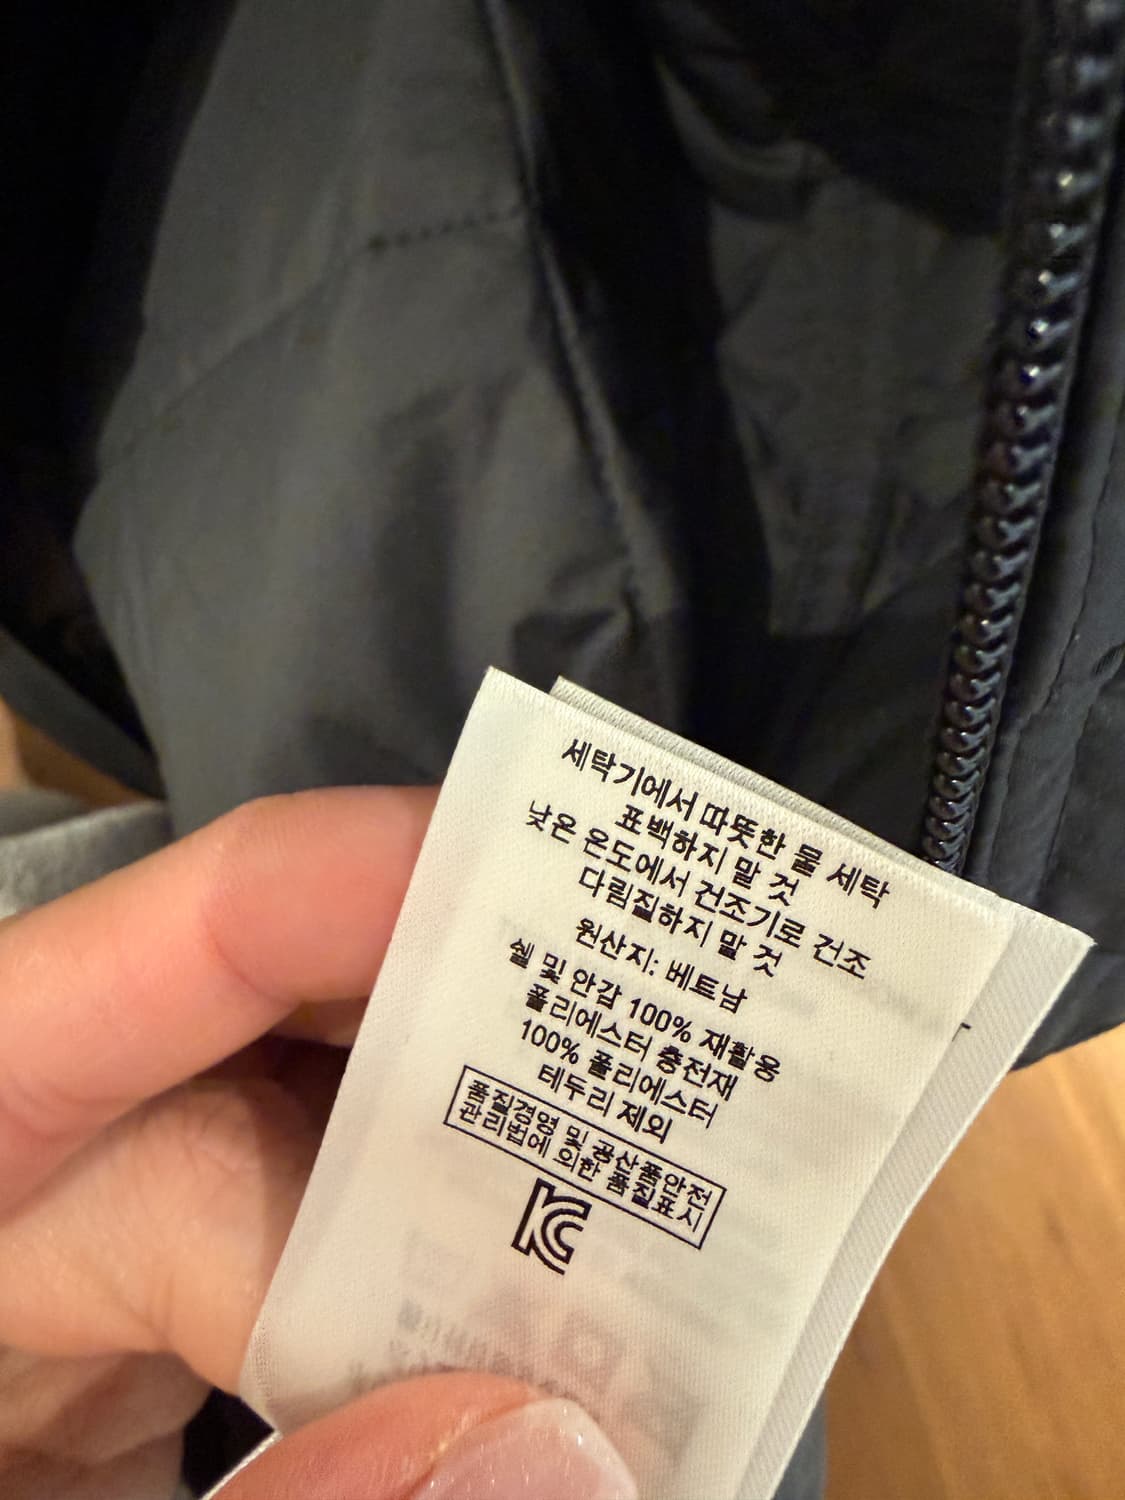 세탁기에서 따뜻한 물 세탁
표백하지 말 것
낮은 온도에서 건조기로 건조
다림질하지 말 것
원산지: 베트남
쉘 및 안감 100% 재활용
폴리에스터 충전재
100% 폴리에스터
테두리 제외
품질경영 및 공산품안전
관리법에 의한 품질표시
KC